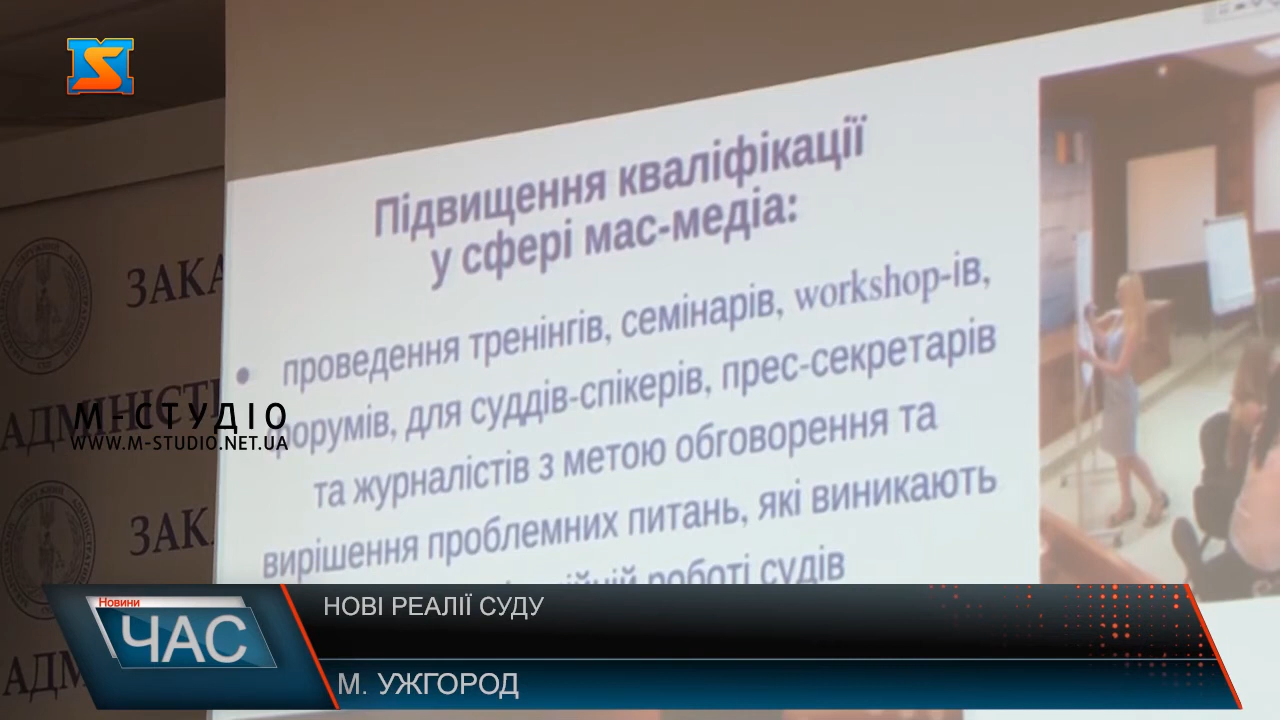 Підвищення кваліфікації
у сфері мас-медіа:
• проведення тренінгів, семінарів, workshop-ів,
форумів, для суддів-спікерів, прес-секретарів
та журналістів з метою обговорення та
вирішення проблемних питань, які виникають
роботі судів
ЗАКА
АДМІНІСТ
М-СТУДІО
WWW.M-STUDIO.NET.UA
ЗАКА
АДМ
Новини
ЧАС
НОВІ РЕАЛІЇ СУДУ
М. УЖГОРОД